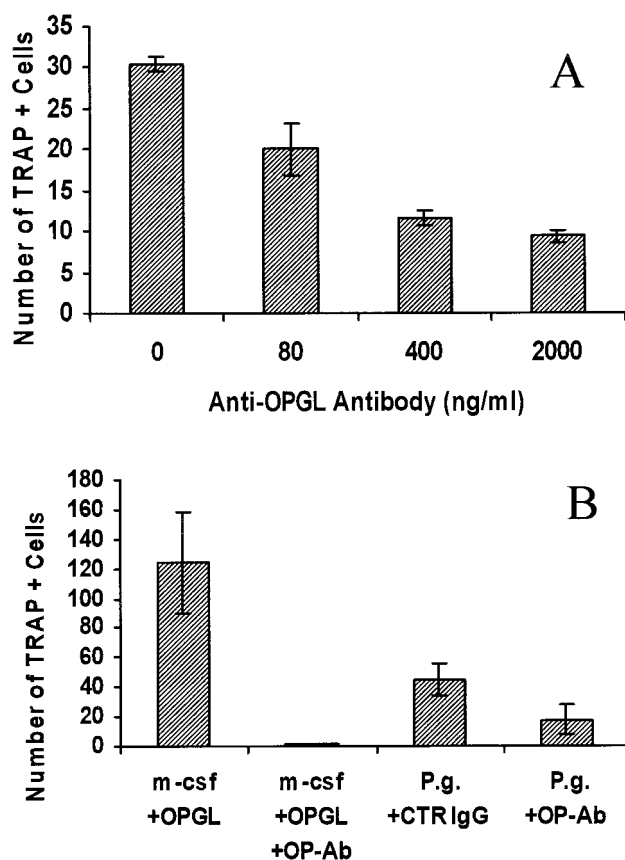 A
Number of TRAP + Cells
35
30
25
20
15
10
5
0
0 80 400 2000
Anti-OPGL Antibody (ng/ml)
B
Number of TRAP + Cells
180
160
140
120
100
80
60
40
20
0
m-csf +OPGL
m-csf +OPGL +OP-Ab
P.g. +CTR IgG
P.g. +OP-Ab